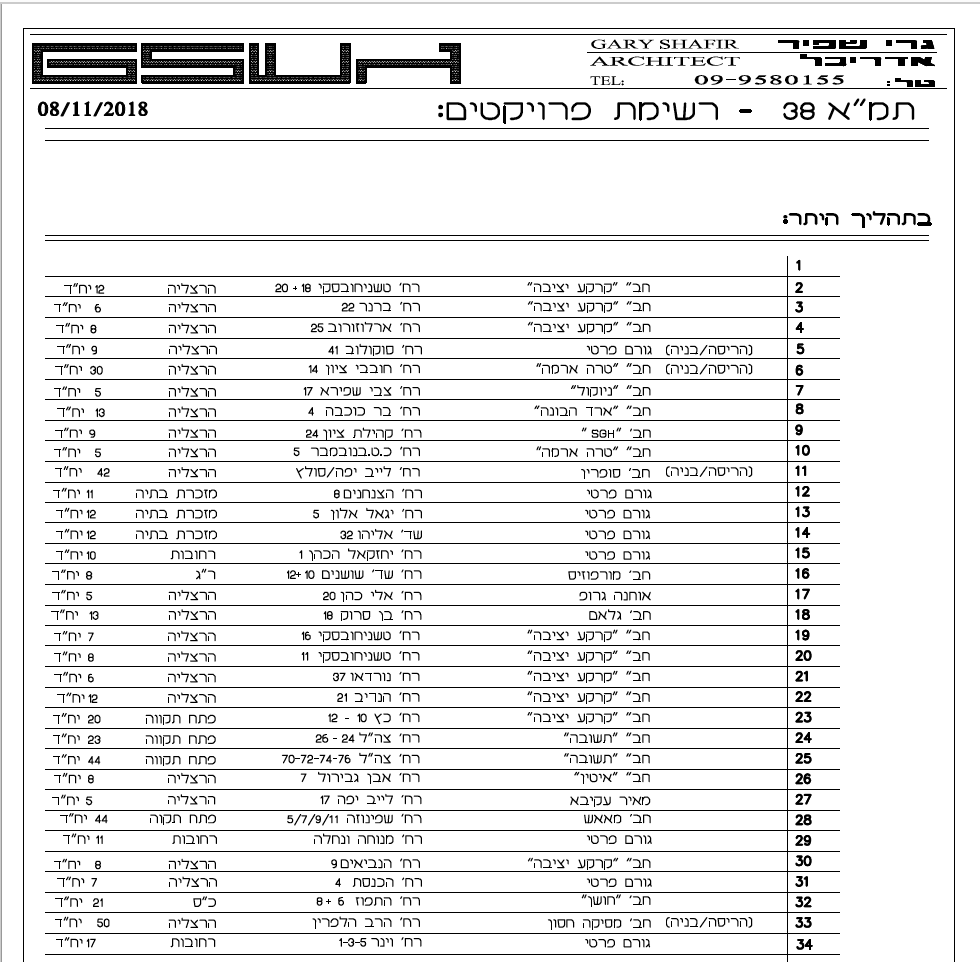 GSUH
GARY SHAFIR גרי שפיר
ARCHITECT אדריכל
TEL: 09-9580155 טל:
08/11/2018
תמ"א 38 - רשימת פרויקטים:
בתהליך היתר:
1
2 חב' "קרקע יציבה" רח' טשניחובסקי 18 + 20 הרצליה 12 יח"ד
3 חב' "קרקע יציבה" רח' ברנר 22 הרצליה 6 יח"ד
4 חב' "קרקע יציבה" רח' ארלוזורוב 25 הרצליה 8 יח"ד
5 (הריסה/בניה) גורם פרטי רח' סוקולוב 41 הרצליה 9 יח"ד
6 (הריסה/בניה) חב' "טרה ארמה" רח' חובבי ציון 14 הרצליה 30 יח"ד
7 חב' "ניוקול" רח' צבי שפירא 17 הרצליה 5 יח"ד
8 חב' "ארד הבונה" רח' בר כוכבה 4 הרצליה 13 יח"ד
9 חב' "SGH" רח' קהילת ציון 24 הרצליה 9 יח"ד
10 חב' "טרה ארמה" רח' כ.ט.בנובמבר 5 הרצליה 5 יח"ד
11 (הריסה/בניה) חב' סופרין רח' לייב יפה/סולץ הרצליה 42 יח"ד
12 גורם פרטי רח' הצנחנים 8 מזכרת בתיה 11 יח"ד
13 גורם פרטי רח' יגאל אלון 5 מזכרת בתיה 12 יח"ד
14 גורם פרטי שד' אליהו 32 מזכרת בתיה 12 יח"ד
15 גורם פרטי רח' יחזקאל הכהן 1 רחובות 10 יח"ד
16 חב' מורפוזיס רח' שד' שושנים 10 +12 ר"ג 8 יח"ד
17 אוחנה גרופ רח' אלי כהן 20 הרצליה 5 יח"ד
18 חב' גלאם רח' בן סרוק 18 הרצליה 13 יח"ד
19 חב' "קרקע יציבה" רח' טשניחובסקי 16 הרצליה 7 יח"ד
20 חב' "קרקע יציבה" רח' טשניחובסקי 11 הרצליה 8 יח"ד
21 חב' "קרקע יציבה" רח' נורדאו 37 הרצליה 6 יח"ד
22 חב' "קרקע יציבה" רח' הנדיב 21 הרצליה 12 יח"ד
23 חב' "קרקע יציבה" רח' כץ 10 - 12 פתח תקווה 20 יח"ד
24 חב' "תשובה" רח' צה"ל 24 - 26 פתח תקווה 23 יח"ד
25 חב' "תשובה" רח' צה"ל 70-72-74-76 פתח תקווה 44 יח"ד
26 חב' "איטין" רח' אבן גבירול 7 הרצליה 8 יח"ד
27 מאיר עקיבא רח' לייב יפה 17 הרצליה 5 יח"ד
28 חב' מאאש רח' שפינוזה 5/7/9/11 פתח תקוה 44 יח"ד
29 גורם פרטי רח' מנוחה ונחלה רחובות 11 יח"ד
30 חב' "קרקע יציבה" רח' הנביאים 9 הרצליה 8 יח"ד
31 גורם פרטי רח' הכנסת 4 הרצליה 7 יח"ד
32 חב' "חושן" רח' התפוז 6 + 8 כ"ס 21 יח"ד
33 (הריסה/בניה) חב' מסיקה חסון רח' הרב הלפרין הרצליה 50 יח"ד
34 גורם פרטי רח' וינר 1-3-5 רחובות 17 יח"ד